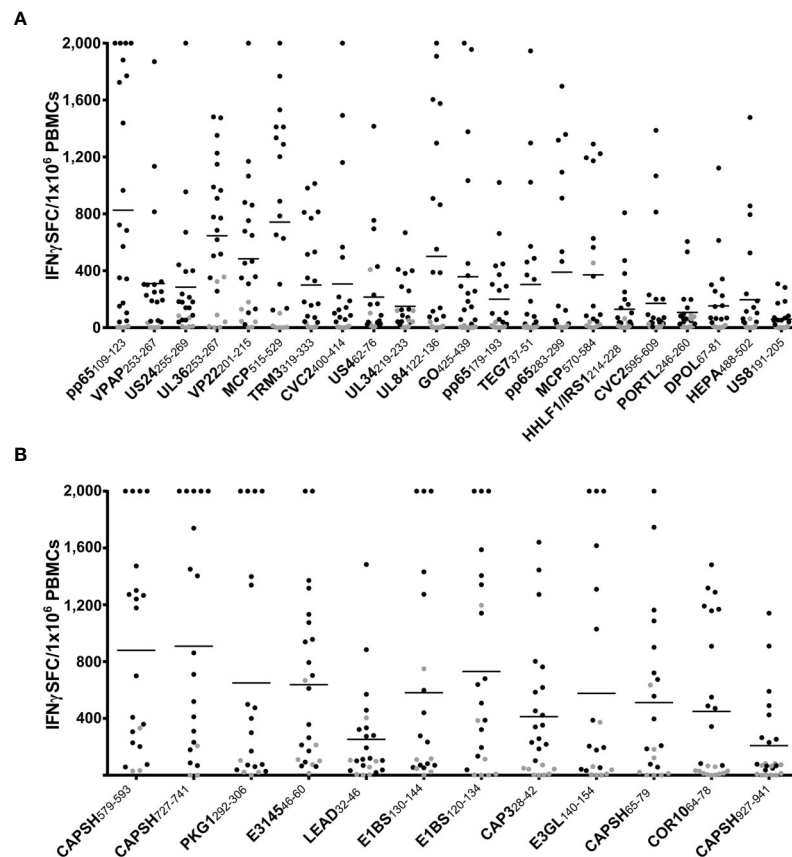 A
IFNγSFC/1x10⁶ PBMCs
2,000
1,600
1,200
800
400
0
pp65109-123
VPAP253-267
US24255-269
UL36253-267
VP22201-215
MCP515-529
TRM3319-333
CVC2400-414
US462-76
UL34219-233
UL84122-136
GO425-439
pp65179-193
TEG737-51
pp65283-299
MCP570-584
HHLF1/IRS1214-228
CVC2595-609
PORTL246-260
DPOL67-81
HEPA488-502
US8191-205
B
IFNγSFC/1x10⁶ PBMCs
2,000
1,600
1,200
800
400
CAPSH579-593
CAPSH727-741
PKG1292-306
E314546-60
LEAD32-46
E1BS130-144
E1BS120-134
CAP328-42
E3GL140-154
CAPSH65-79
COR1064-78
CAPSH927-941